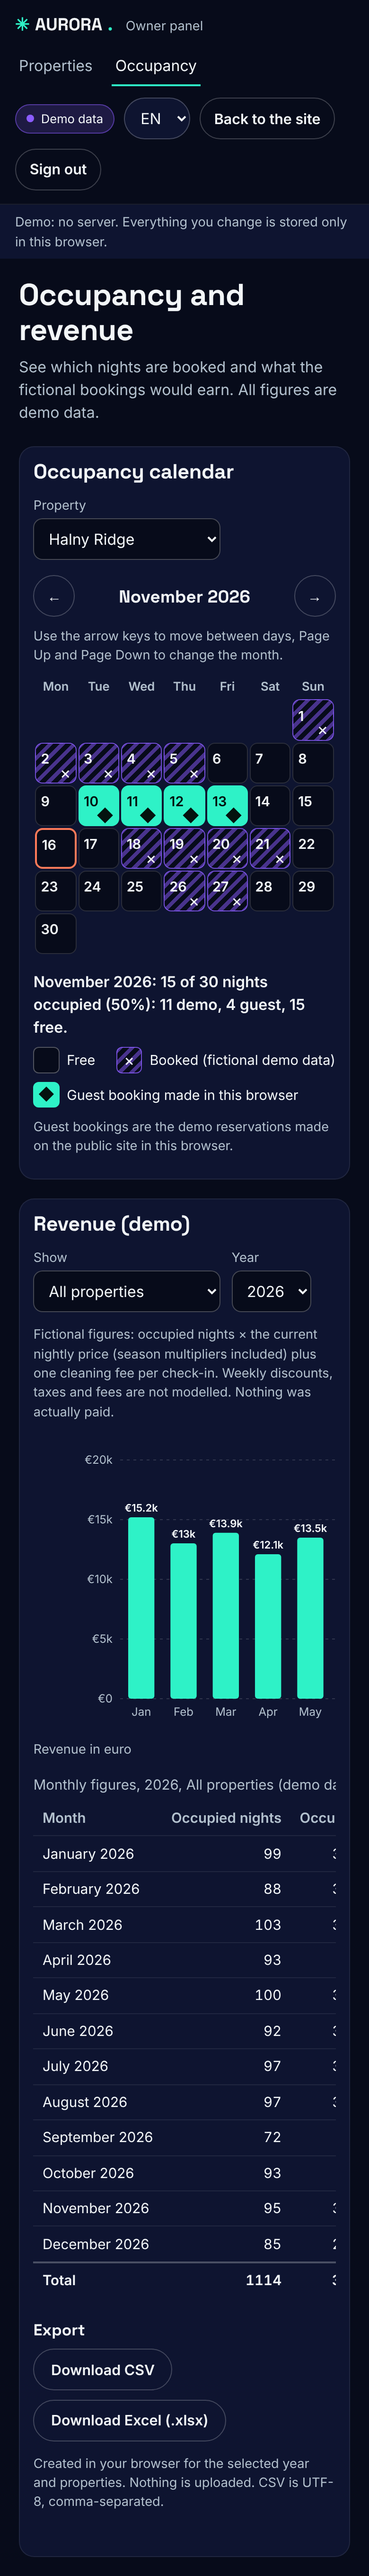 AURORA. Owner panel
Properties Occupancy
Demo data EN Back to the site
Sign out
Demo: no server. Everything you change is stored only
in this browser.
Occupancy and
revenue
See which nights are booked and what the
fictional bookings would earn. All figures are
demo data.
Occupancy calendar
Property
Halny Ridge
← November 2026 →
Use the arrow keys to move between days, Page
Up and Page Down to change the month.
Mon Tue Wed Thu Fri Sat Sun
1
2 3 4 5 6 7 8
9 10 11 12 13 14 15
16 17 18 19 20 21 22
23 24 25 26 27 28 29
30
November 2026: 15 of 30 nights
occupied (50%): 11 demo, 4 guest, 15
free.
Free Booked (fictional demo data)
Guest booking made in this browser
Guest bookings are the demo reservations made
on the public site in this browser.
Revenue (demo)
Show Year
All properties 2026
Fictional figures: occupied nights × the current
nightly price (season multipliers included) plus
one cleaning fee per check-in. Weekly discounts,
taxes and fees are not modelled. Nothing was
actually paid.
€20k
€15k
€10k
€5k
€0
€15.2k €13k €13.9k €12.1k €13.5k
Jan Feb Mar Apr May
Revenue in euro
Monthly figures, 2026, All properties (demo
Month Occupied nights
January 2026 99
February 2026 88
March 2026 103
April 2026 93
May 2026 100
June 2026 92
July 2026 97
August 2026 97
September 2026 72
October 2026 93
November 2026 95
December 2026 85
Total 1114
Export
Download CSV
Download Excel (.xlsx)
Created in your browser for the selected year
and properties. Nothing is uploaded. CSV is UTF-
8, comma-separated.